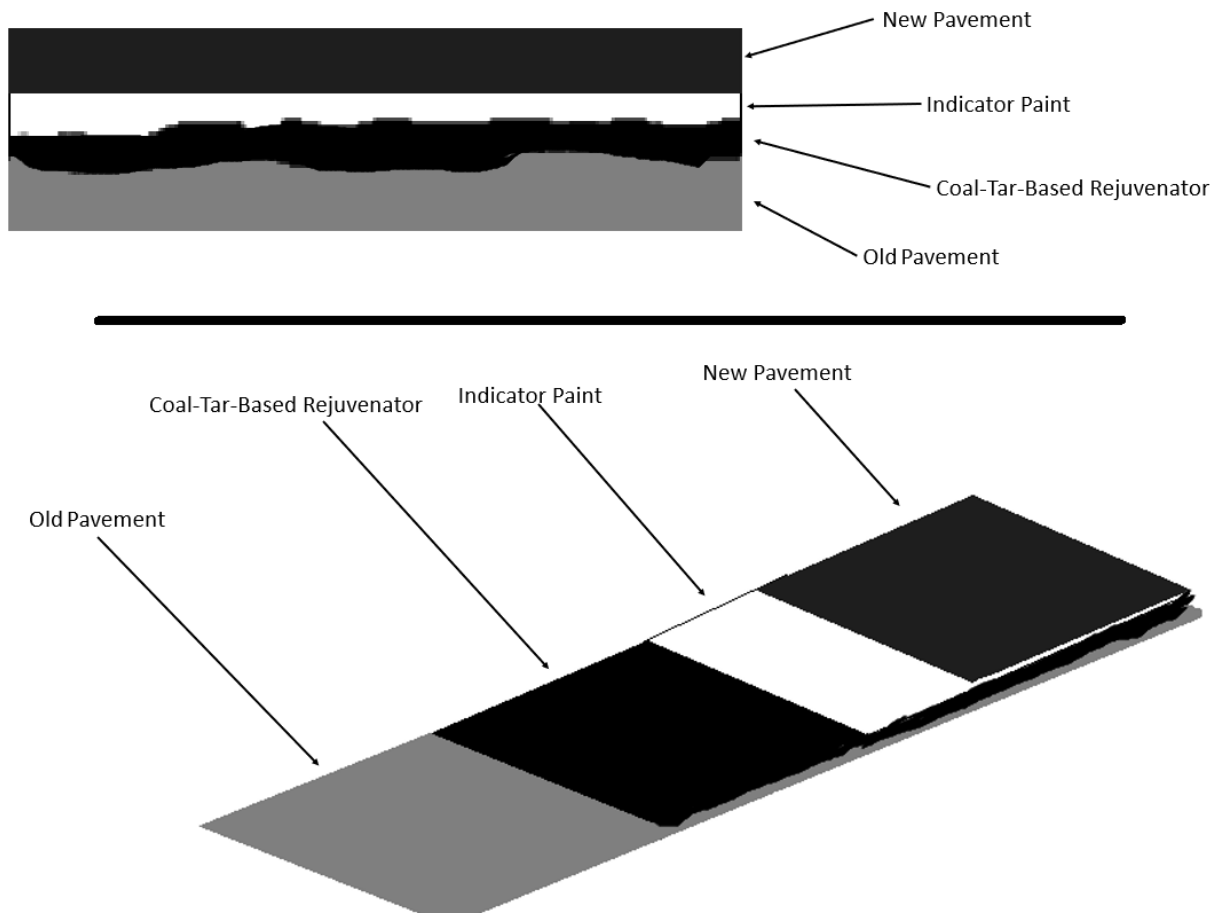 New Pavement
Indicator Paint
Coal-Tar-Based Rejuvenator
Old Pavement
New Pavement
Indicator Paint
Coal-Tar-Based Rejuvenator
Old Pavement